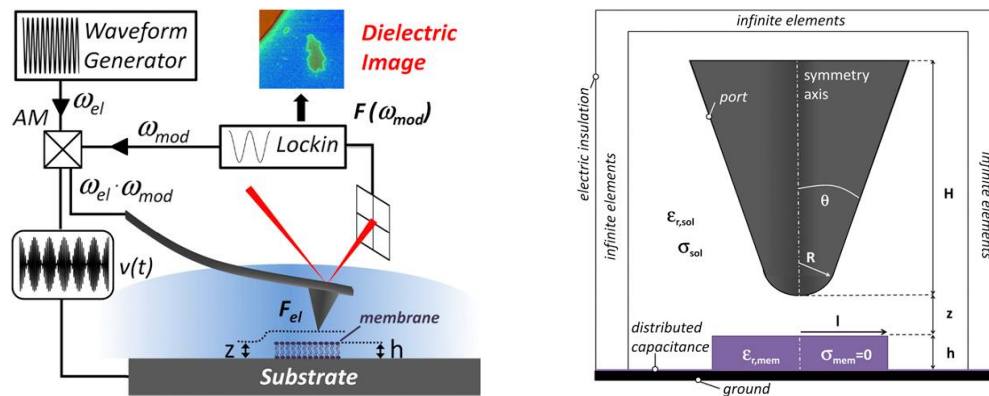 Waveform
Generator
Dielectric
Image
ω_el
AM
ω_mod
F(ω_mod)
Lockin
ω_el · ω_mod
v(t)
F_el
membrane
z
h
Substrate
infinite elements
electric insulation
infinite elements
port
symmetry
axis
θ
H
infinite elements
ε_r,sol
σ_sol
R
z
l
distributed
capacitance
ε_r,mem
σ_mem=0
h
ground